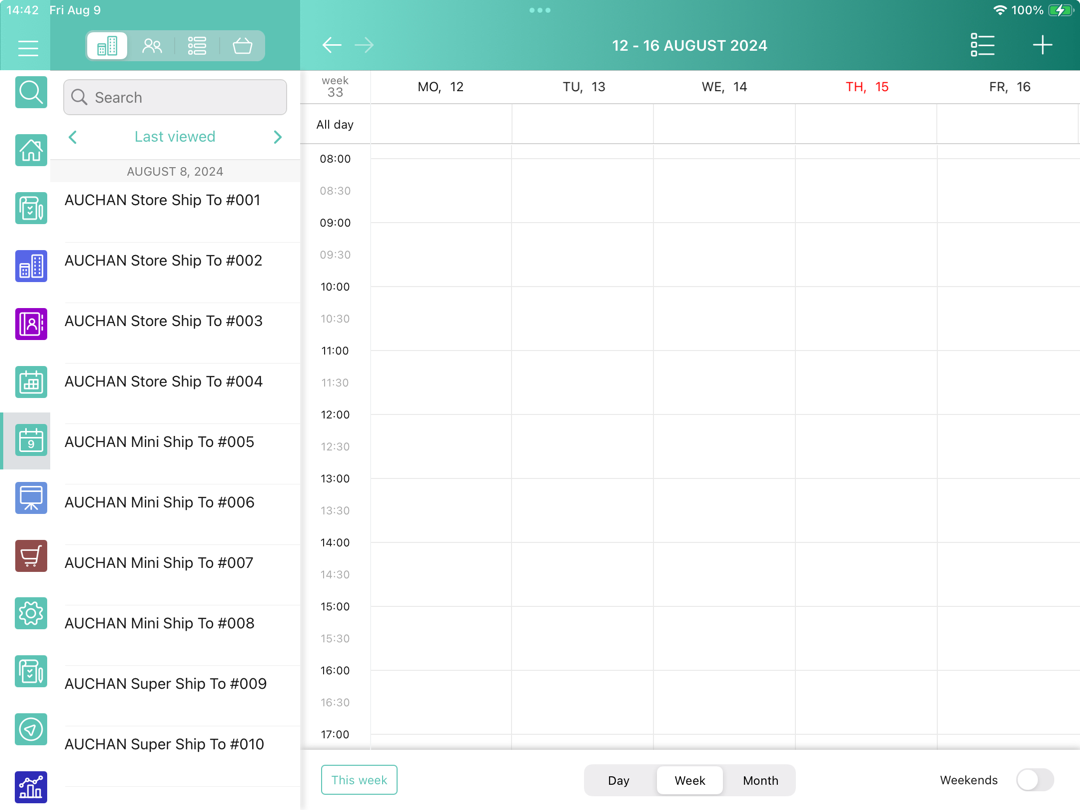 14:42 Fri Aug 9
100%
12 - 16 AUGUST 2024
Search
Last viewed
AUGUST 8, 2024
AUCHAN Store Ship To #001
AUCHAN Store Ship To #002
AUCHAN Store Ship To #003
AUCHAN Store Ship To #004
9
AUCHAN Mini Ship To #005
AUCHAN Mini Ship To #006
AUCHAN Mini Ship To #007
AUCHAN Mini Ship To #008
AUCHAN Super Ship To #009
AUCHAN Super Ship To #010
week
33
MO, 12
TU, 13
WE, 14
TH, 15
FR, 16
All day
08:00
08:30
09:00
09:30
10:00
10:30
11:00
11:30
12:00
12:30
13:00
13:30
14:00
14:30
15:00
15:30
16:00
16:30
17:00
This week
Day
Week
Month
Weekends